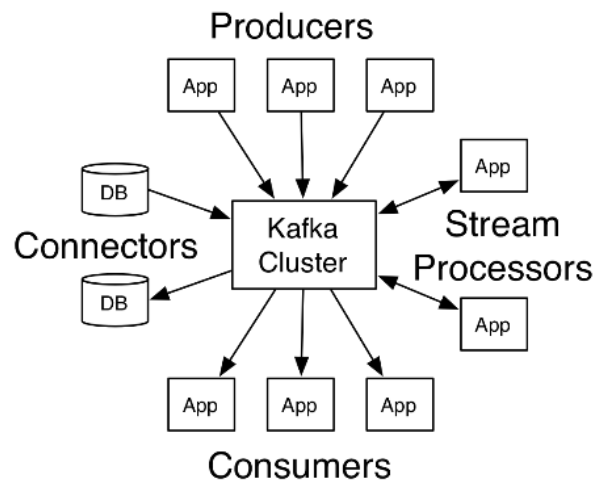 Producers
App
App
App
DB
App
Kafka
Cluster
Stream
Processors
Connectors
DB
App
App
App
App
Consumers